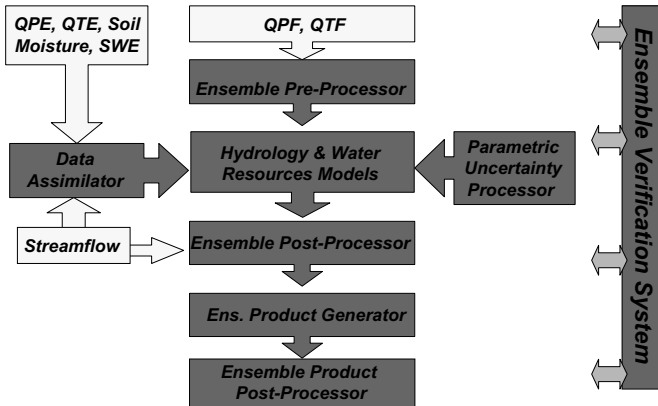 QPE, QTE, Soil
Moisture, SWE
QPF, QTF
Ensemble Pre-Processor
Data
Assimilator
Hydrology & Water
Resources Models
Parametric
Uncertainty
Processor
Streamflow
Ensemble Post-Processor
Ens. Product Generator
Ensemble Product
Post-Processor
Ensemble Verification System